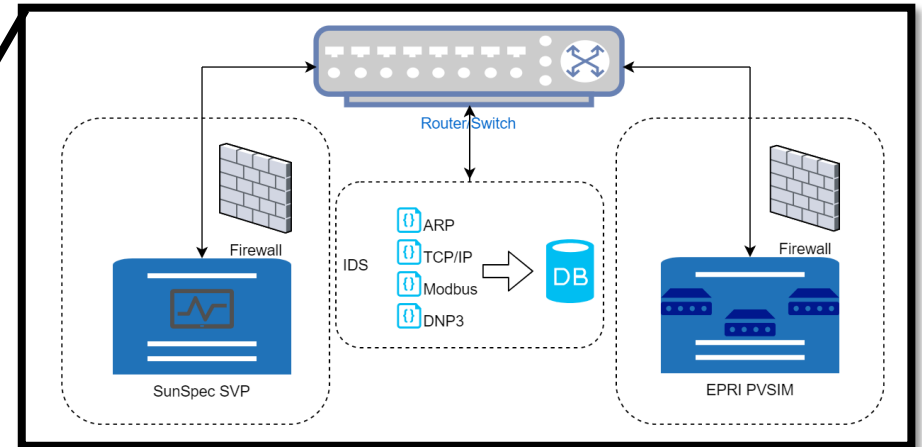 Router/Switch
Firewall
SunSpec SVP
IDS
{} ARP
{} TCP/IP
{} Modbus
{} DNP3
DB
Firewall
EPRI PVSIM